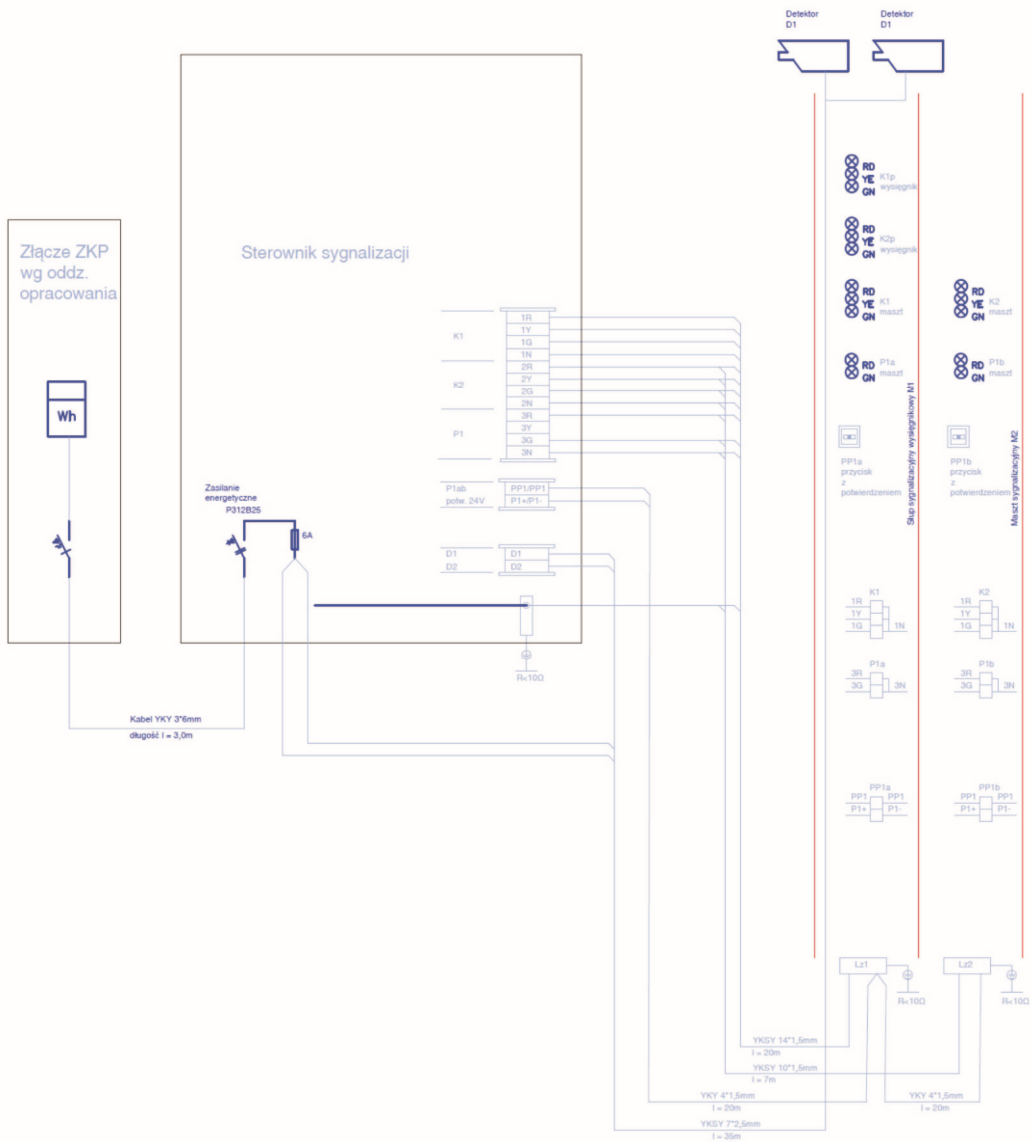 Detektor
D1
Detektor
D1
RD
YE
GN
K1p
wysięgnik
RD
YE
GN
K2p
wysięgnik
RD
YE
GN
K1
maszt
RD
YE
GN
K2
maszt
RD
GN
P1a
maszt
RD
GN
P1b
maszt
PP1a
przycisk
z
potwierdzeniem
PP1b
przycisk
z
potwierdzeniem
Słup sygnalizacyjny wysięgnikowy M1
Maszt sygnalizacyjny M2
Złącze ZKP
wg oddz.
opracowania
Wh
Sterownik sygnalizacji
K1
1R
1Y
1G
1N
K2
2R
2Y
2G
2N
P1
3R
3Y
3G
3N
P1ab
potw. 24V
PP1/PP1
P1+/P1-
D1 D1
D2 D2
Zasilanie
energetyczne
P312B25
6A
R<10Ω
Kabel YKY 3*6mm
długość l = 3,0m
K1
1R
1Y
1G 1N
K2
1R
1Y
1G 1N
P1a
3R
3G 3N
P1b
3R
3G 3N
PP1a
PP1 PP1
P1+ P1-
PP1b
PP1 PP1
P1+ P1-
Lz1
R<10Ω
Lz2
R<10Ω
YKSY 14*1,5mm
l = 20m
YKSY 10*1,5mm
l = 7m
YKY 4*1,5mm
l = 20m
YKY 4*1,5mm
l = 20m
YKSY 7*2,5mm
l = 35m